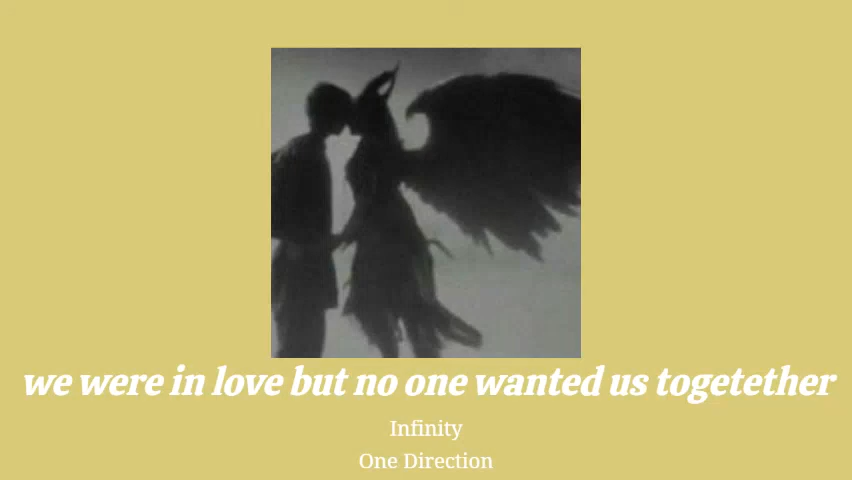 we were in love but no one wanted us togetether
Infinity
One Direction